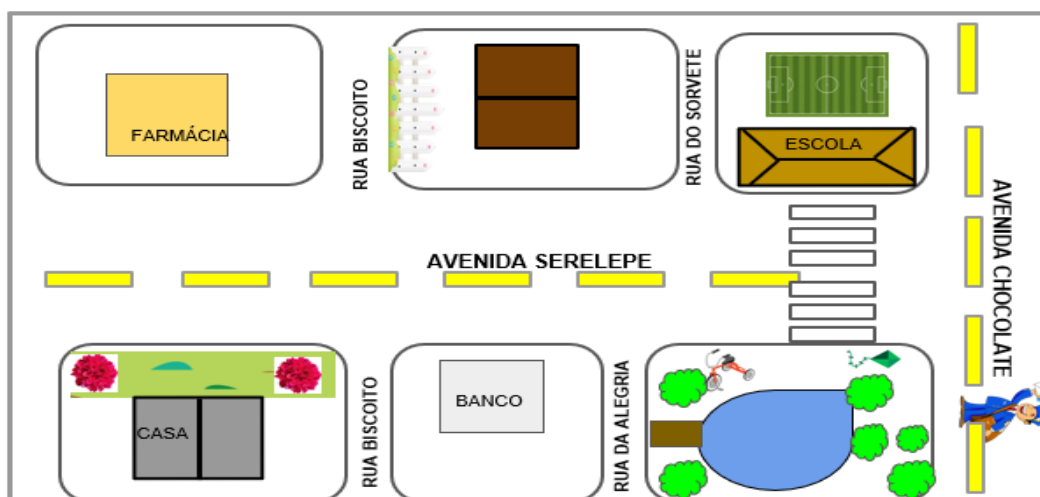 FARMÁCIA
RUA BISCOITO
RUA DO SORVETE
ESCOLA
AVENIDA CHOCOLATE
AVENIDA SERELEPE
CASA
RUA BISCOITO
BANCO
RUA DA ALEGRIA